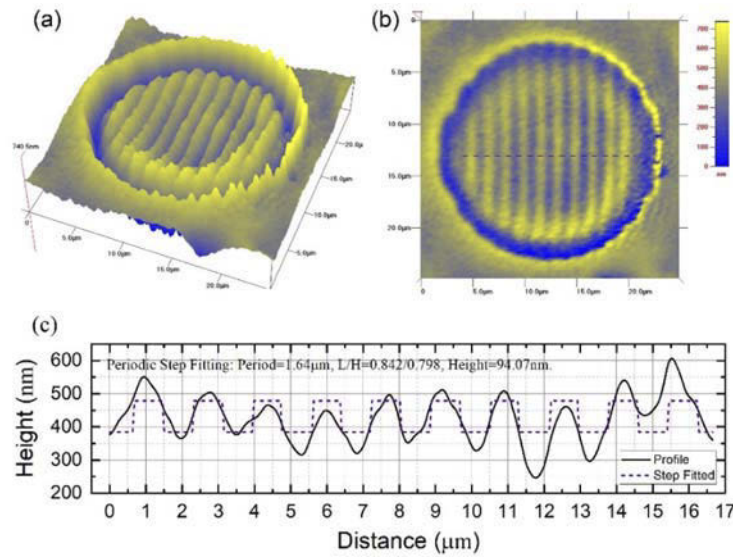 (a)
740.5nm
0
5.0μm
10.0μm
15.0μm
20.0μm
20.0μm
15.0μm
10.0μm
5.0μm
(b)
0
5.0μm
10.0μm
15.0μm
20.0μm
0
5.0μm
10.0μm
15.0μm
20.0μm
700
600
500
400
300
200
100
0
nm
(c)
Periodic Step Fitting: Period=1.64μm, L/H=0.842/0.798, Height=94.07nm.
600
500
400
300
200
Height (nm)
Profile
Step Fitted
0 1 2 3 4 5 6 7 8 9 10 11 12 13 14 15 16 17
Distance (μm)